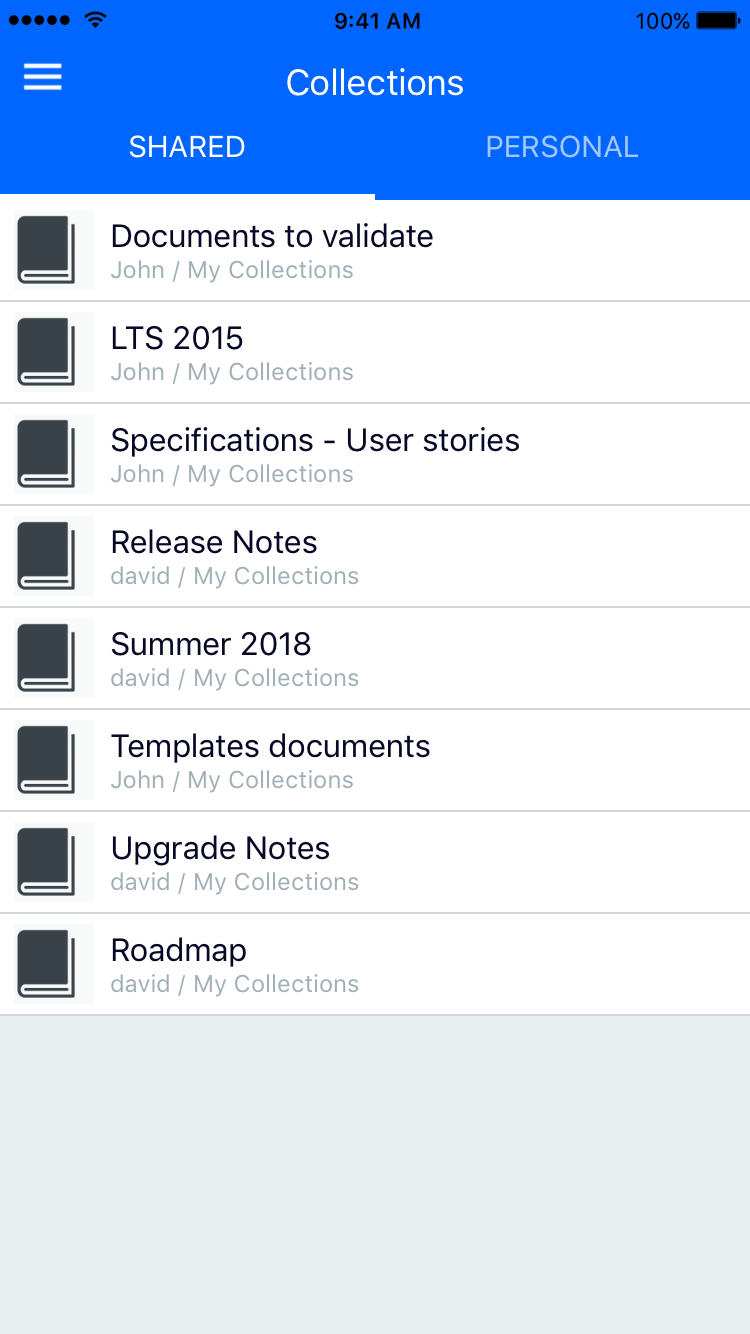 9:41 AM
100%
Collections
SHARED
PERSONAL
Documents to validate
John / My Collections
LTS 2015
John / My Collections
Specifications - User stories
John / My Collections
Release Notes
david / My Collections
Summer 2018
david / My Collections
Templates documents
John / My Collections
Upgrade Notes
david / My Collections
Roadmap
david / My Collections